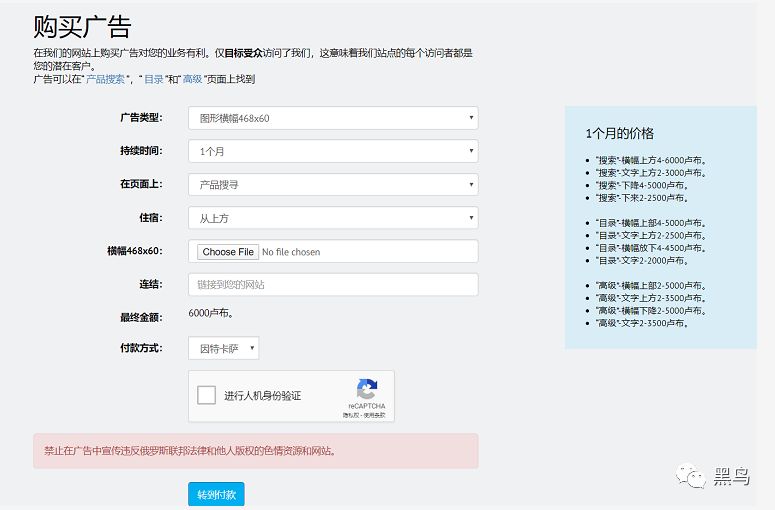 购买广告
在我们的网站上购买广告对您的业务有利。仅目标受众访问了我们，这意味着我们站点的每个访问者都是
您的潜在客户。
广告可以在“产品搜索”，“目录”和“高级”页面上找到
广告类型： 图形横幅468x60
持续时间： 1个月
在页面上： 产品搜寻
住宿： 从上方
横幅468x60： Choose File No file chosen
连结： 链接到您的网站
最终金额： 6000卢布。
付款方式： 因特卡萨
进行人机身份验证
reCAPTCHA
隐私权 - 使用条款
禁止在广告中宣传违反俄罗斯联邦法律和他人版权的色情资源和网站。
转到付款
1个月的价格
“搜索”-横幅上方4-6000卢布。
“搜索”-文字上方2-3000卢布。
“搜索”-下降4-5000卢布。
“搜索”-下来2-2500卢布。
“目录”-横幅上部4-5000卢布。
“目录”-文字上方2-2500卢布。
“目录”-横幅放下4-4500卢布。
“目录”-文字2-2000卢布。
“高级”-横幅上部2-5000卢布。
“高级”-文字上方2-3500卢布。
“高级”-横幅下降2-5000卢布。
“高级”-文字2-3500卢布。
黑鸟